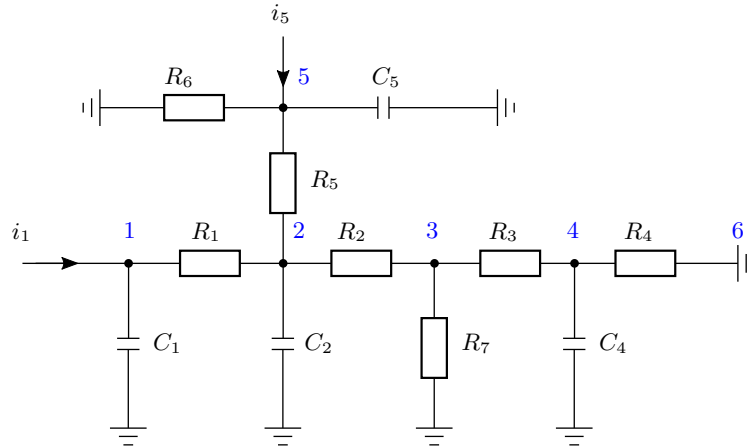 i₅
R₆ 5 C₅
R₅
i₁ 1 R₁ 2 R₂ 3 R₃ 4 R₄ 6
C₁ C₂ R₇ C₄